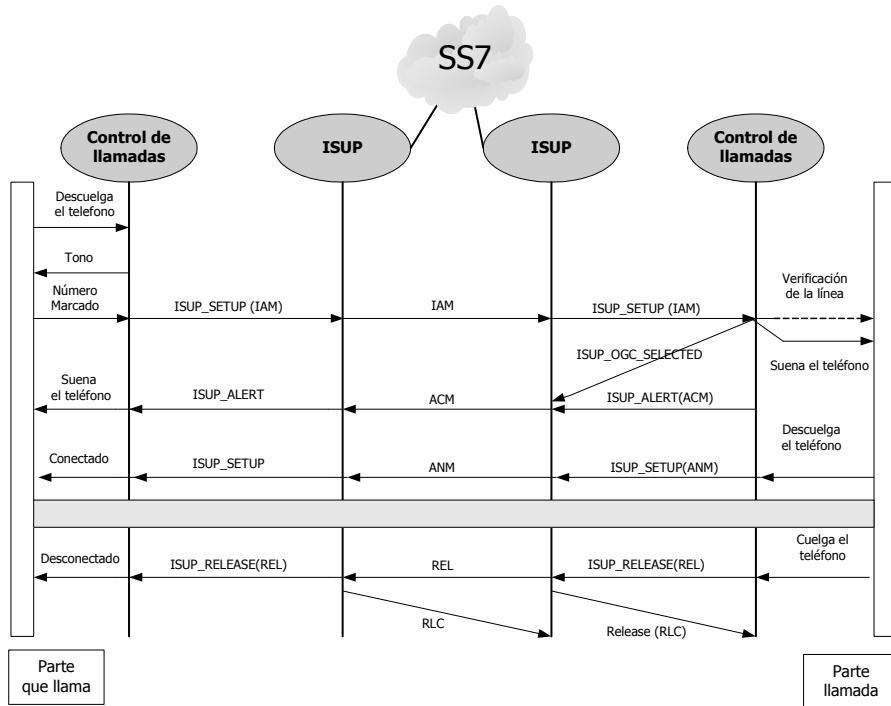 SS7
Control de
llamadas
ISUP
ISUP
Control de
llamadas
Descuelga
el telefono
Tono
Número
Marcado
ISUP_SETUP (IAM)
IAM
ISUP_SETUP (IAM)
Verificación
de la línea
ISUP_OGC_SELECTED
Suena el teléfono
Suena
el teléfono
ISUP_ALERT
ACM
ISUP_ALERT(ACM)
Descuelga
el teléfono
Conectado
ISUP_SETUP
ANM
ISUP_SETUP(ANM)
Cuelga el
teléfono
Desconectado
ISUP_RELEASE(REL)
REL
ISUP_RELEASE(REL)
RLC
Release (RLC)
Parte
que llama
Parte
llamada